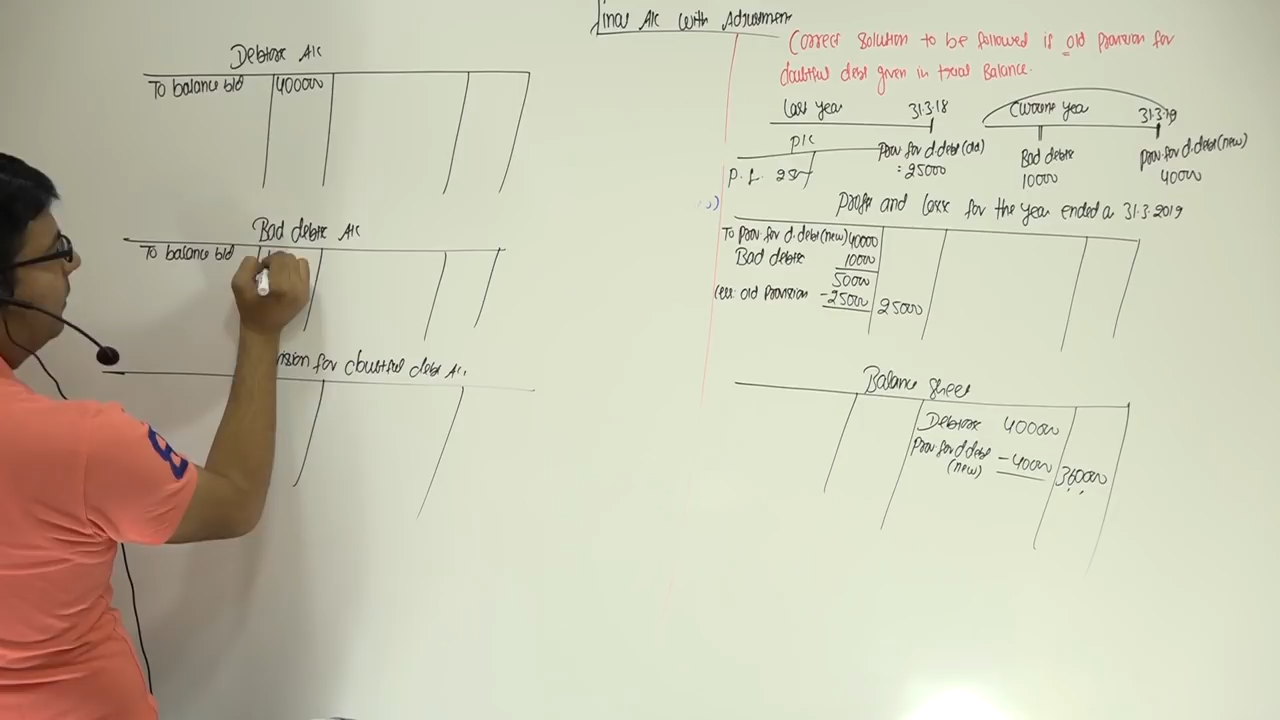 Final A/c with Adjustment
Debtors A/c
To balance b/d 400000
Bad debts A/c
To balance b/d
ision for doubtful debt A/c
Correct solution to be followed is old provision for
doubtful debt given in trial Balance.
Last year 31.3.18
P/L
Prov. for d. debt (old)
= 25000
P. L. 25
Current year 31.3.19
Bad debts
10000
Prov. for d. debt (new)
40000
Profit and Loss for the year ended a 31.3.2019
To prov. for d. debt (new) 40000
Bad debts 10000
50000
Less: old provision - 25000 25000
Balance sheet
Debtors 400000
Prov. for d. debt - 40000 360000
(new)